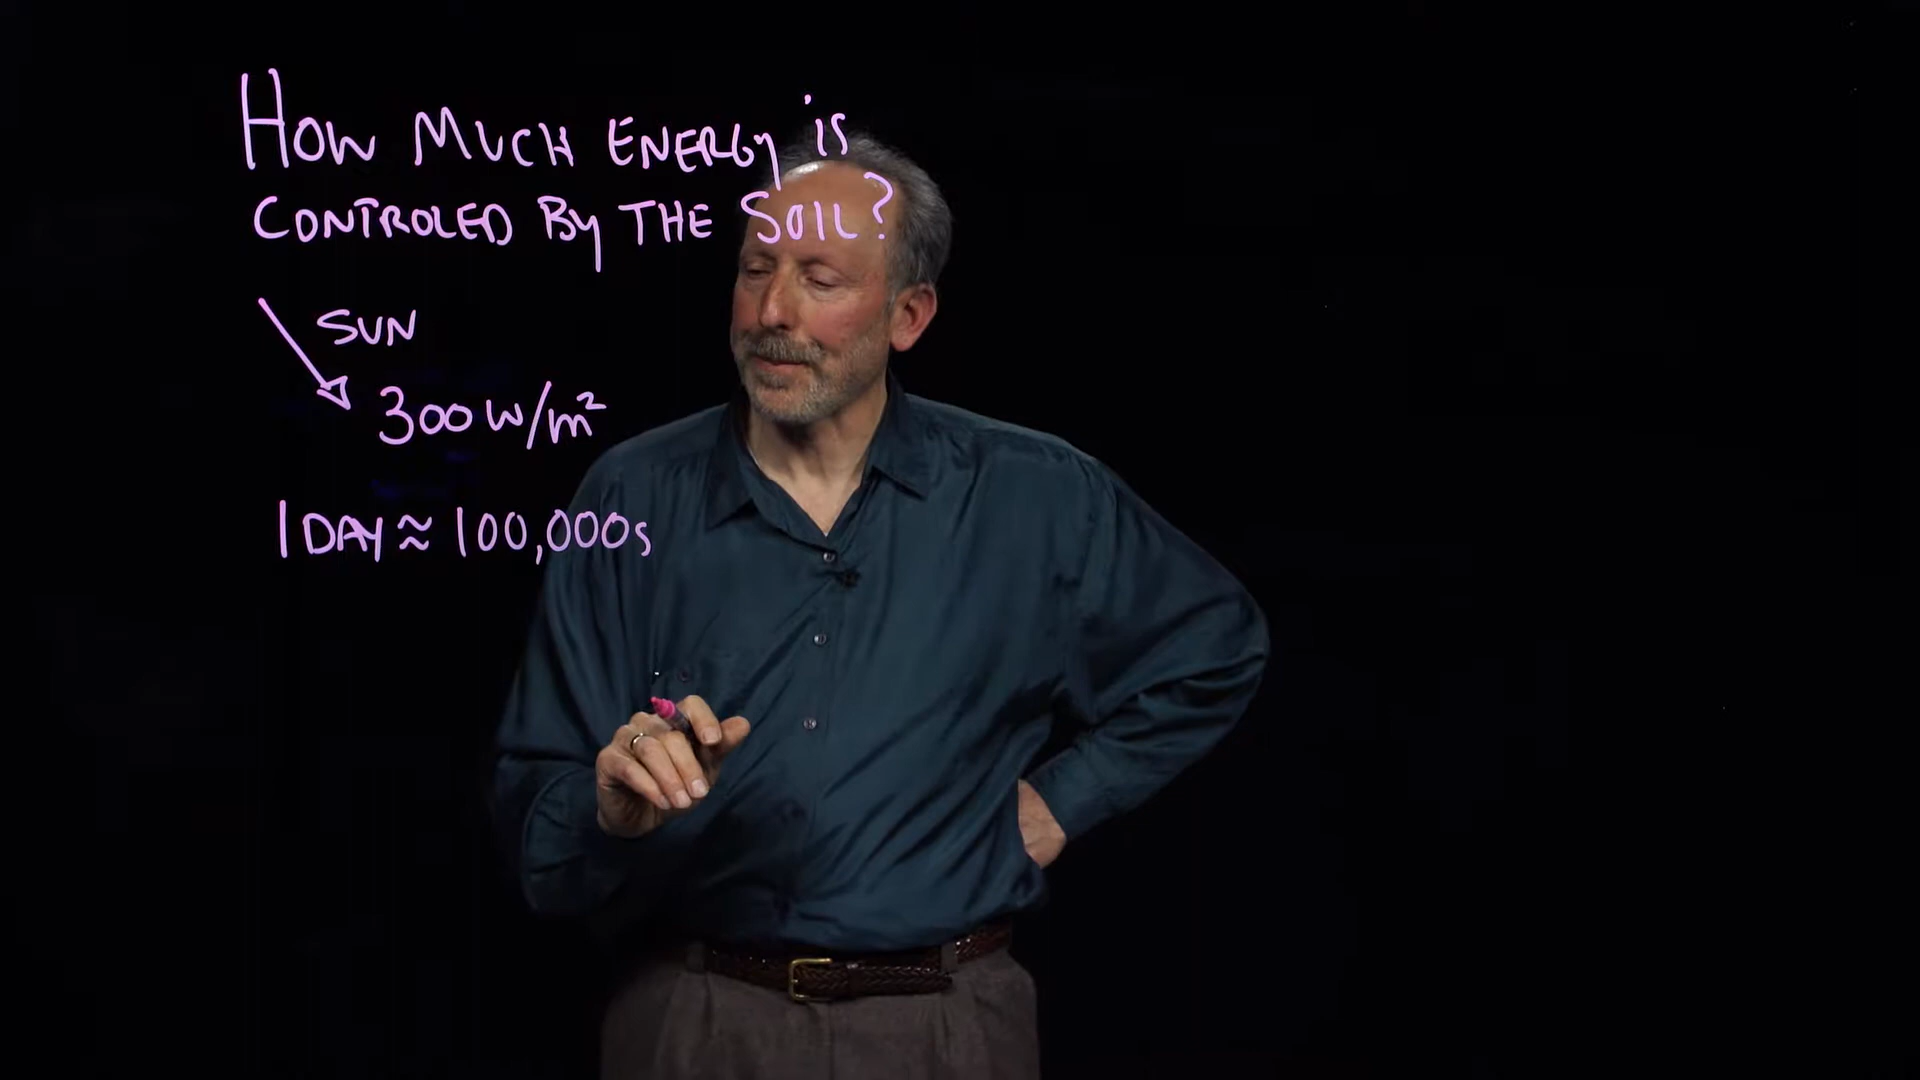 HOW MUCH ENERGY is
CONTROLED By THE SOIL?
SUN
300 W/m²
1 DAY ≈ 100,000s